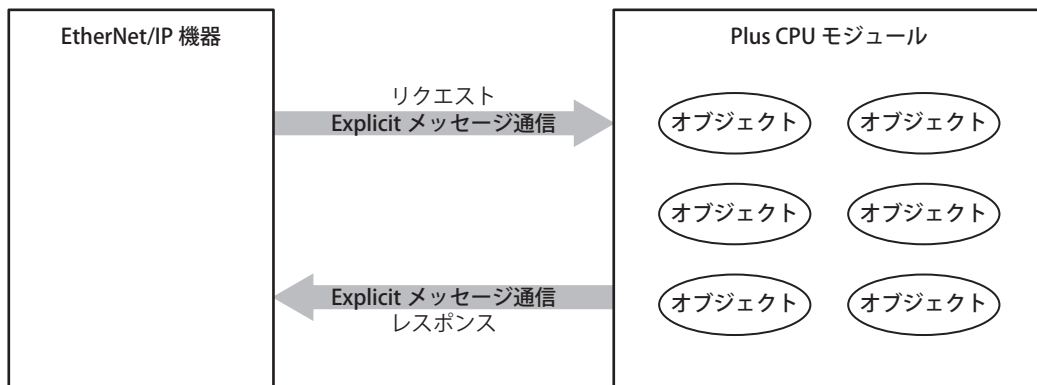 EtherNet/IP 機器
Plus CPU モジュール
リクエスト
Explicit メッセージ通信
オブジェクト
オブジェクト
オブジェクト
オブジェクト
Explicit メッセージ通信
レスポンス
オブジェクト
オブジェクト